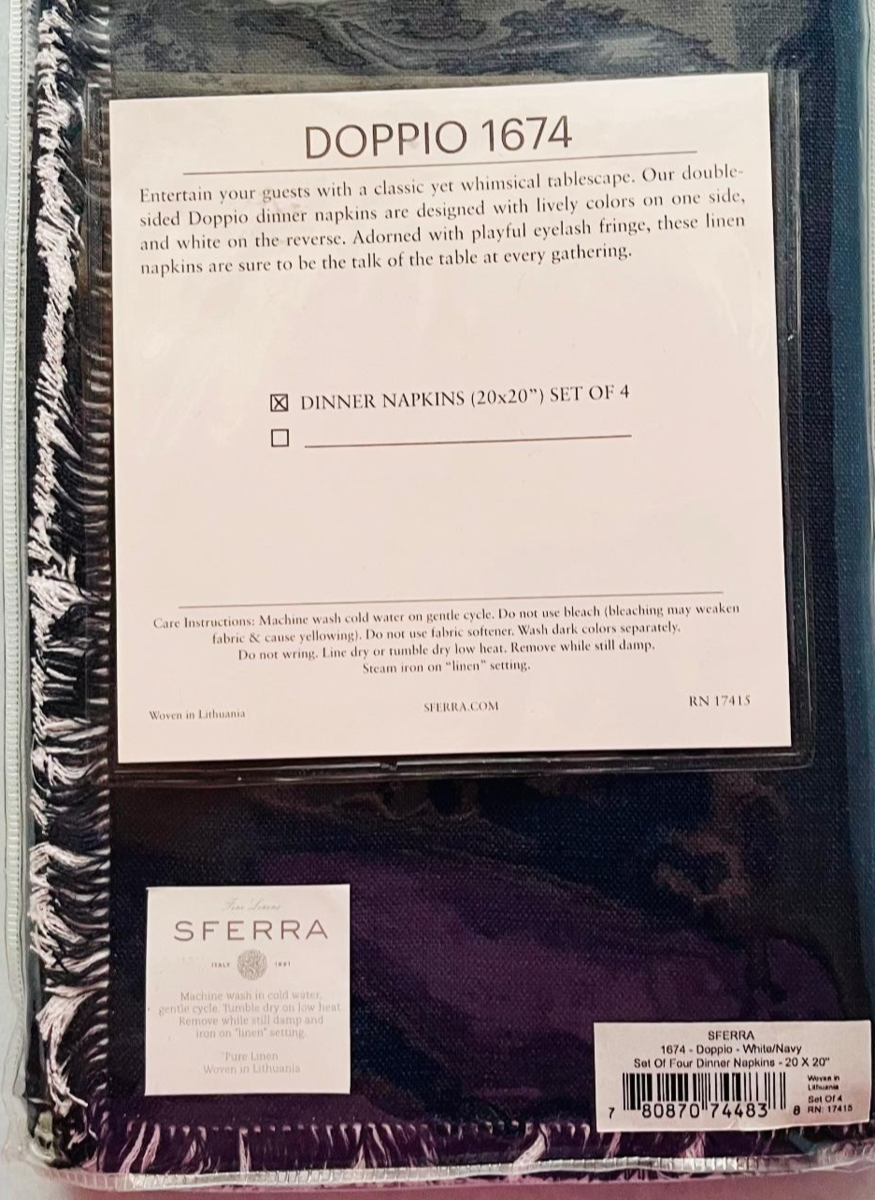 DOPPIO 1674
Entertain your guests with a classic yet whimsical tablescape. Our double-
sided Doppio dinner napkins are designed with lively colors on one side,
and white on the reverse. Adorned with playful eyelash fringe, these linen
napkins are sure to be the talk of the table at every gathering.
☒ DINNER NAPKINS (20x20”) SET OF 4
Care Instructions: Machine wash cold water on gentle cycle. Do not use bleach (bleaching may weaken
fabric & cause yellowing). Do not use fabric softener. Wash dark colors separately.
Do not wring. Line dry or tumble dry low heat. Remove while still damp.
Steam iron on “linen” setting.
Woven in Lithuania
SFERRA.COM
RN 17415
Fine Linens
SFERRA
ITALY 1891
Machine wash in cold water,
gentle cycle. Tumble dry on low heat
Remove while still damp and
iron on "linen" setting.
Pure Linen
Woven in Lithuania
SFERRA
1674 - Doppio - White/Navy
Set Of Four Dinner Napkins - 20 X 20"
Woven in
Lithuania
Set Of 4
RN: 17415
7 80870 74483 8